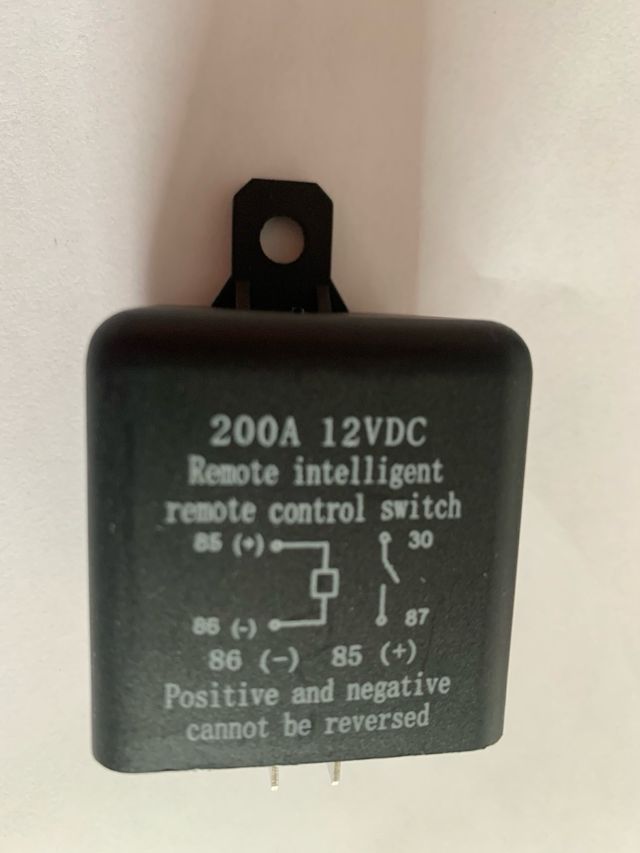 200A 12VDC
Remote intelligent
remote control switch
85 (+) 30
86 (-) 87
86 (-) 85 (+)
Positive and negative
cannot be reversed